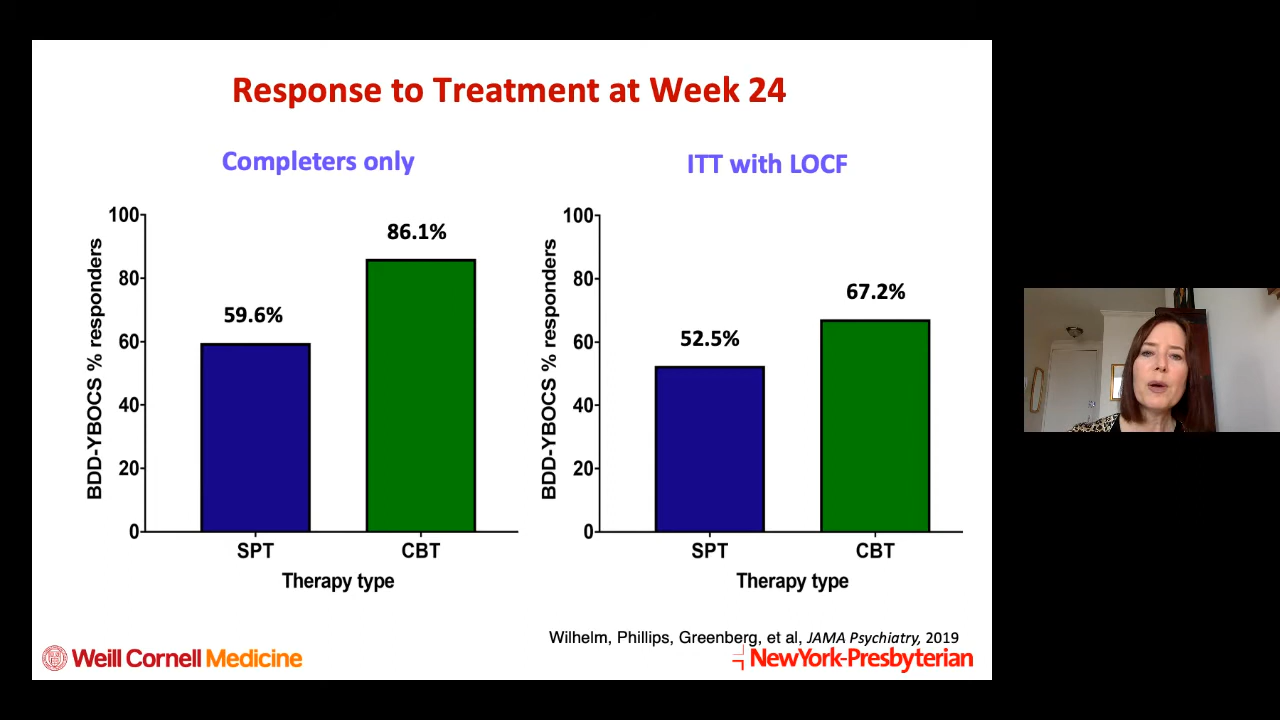 Response to Treatment at Week 24
Completers only
BDD-YBOCS % responders
100
80
60
40
20
0
59.6%
86.1%
SPT
CBT
Therapy type
ITT with LOCF
BDD-YBOCS % responders
100
80
60
40
20
0
52.5%
67.2%
SPT
CBT
Therapy type
Wilhelm, Phillips, Greenberg, et al, JAMA Psychiatry, 2019
Weill Cornell Medicine
NewYork-Presbyterian